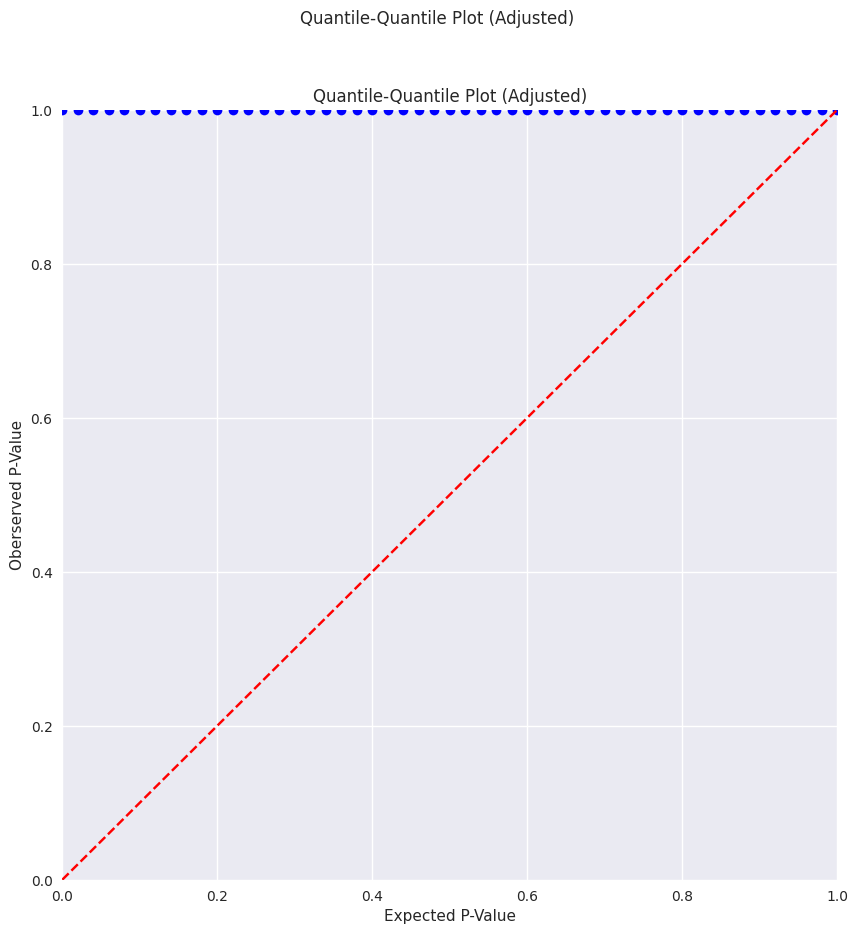 Quantile-Quantile Plot (Adjusted)
Quantile-Quantile Plot (Adjusted)
1.0
0.8
0.6
0.4
0.2
0.0
Oberserved P-Value
0.0 0.2 0.4 0.6 0.8 1.0
Expected P-Value